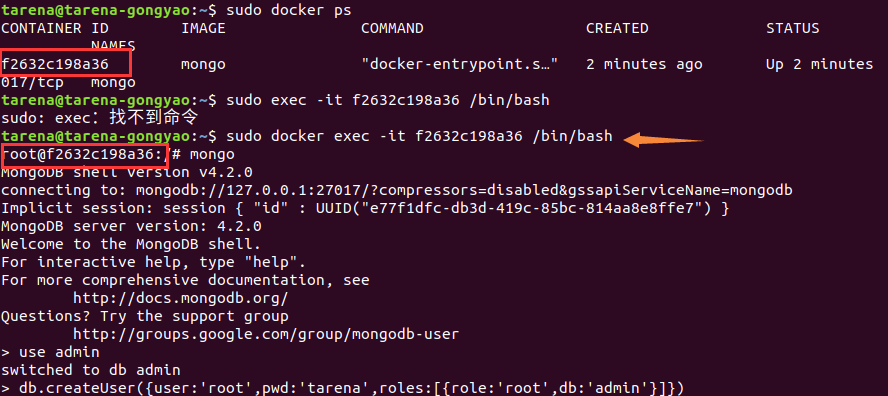 tarena@tarena-gongyao:~$ sudo docker ps
CONTAINER ID        IMAGE               COMMAND                  CREATED             STATUS
          NAMES
f2632c198a36        mongo               "docker-entrypoint.s…"   2 minutes ago       Up 2 minutes
017/tcp   mongo
tarena@tarena-gongyao:~$ sudo exec -it f2632c198a36 /bin/bash
sudo: exec：找不到命令
tarena@tarena-gongyao:~$ sudo docker exec -it f2632c198a36 /bin/bash
root@f2632c198a36:/# mongo
MongoDB shell version v4.2.0
connecting to: mongodb://127.0.0.1:27017/?compressors=disabled&gssapiServiceName=mongodb
Implicit session: session { "id" : UUID("e77f1dfc-db3d-419c-85bc-814aa8e8ffe7") }
MongoDB server version: 4.2.0
Welcome to the MongoDB shell.
For interactive help, type "help".
For more comprehensive documentation, see
        http://docs.mongodb.org/
Questions? Try the support group
        http://groups.google.com/group/mongodb-user
> use admin
switched to db admin
> db.createUser({user:'root',pwd:'tarena',roles:[{role:'root',db:'admin'}]})